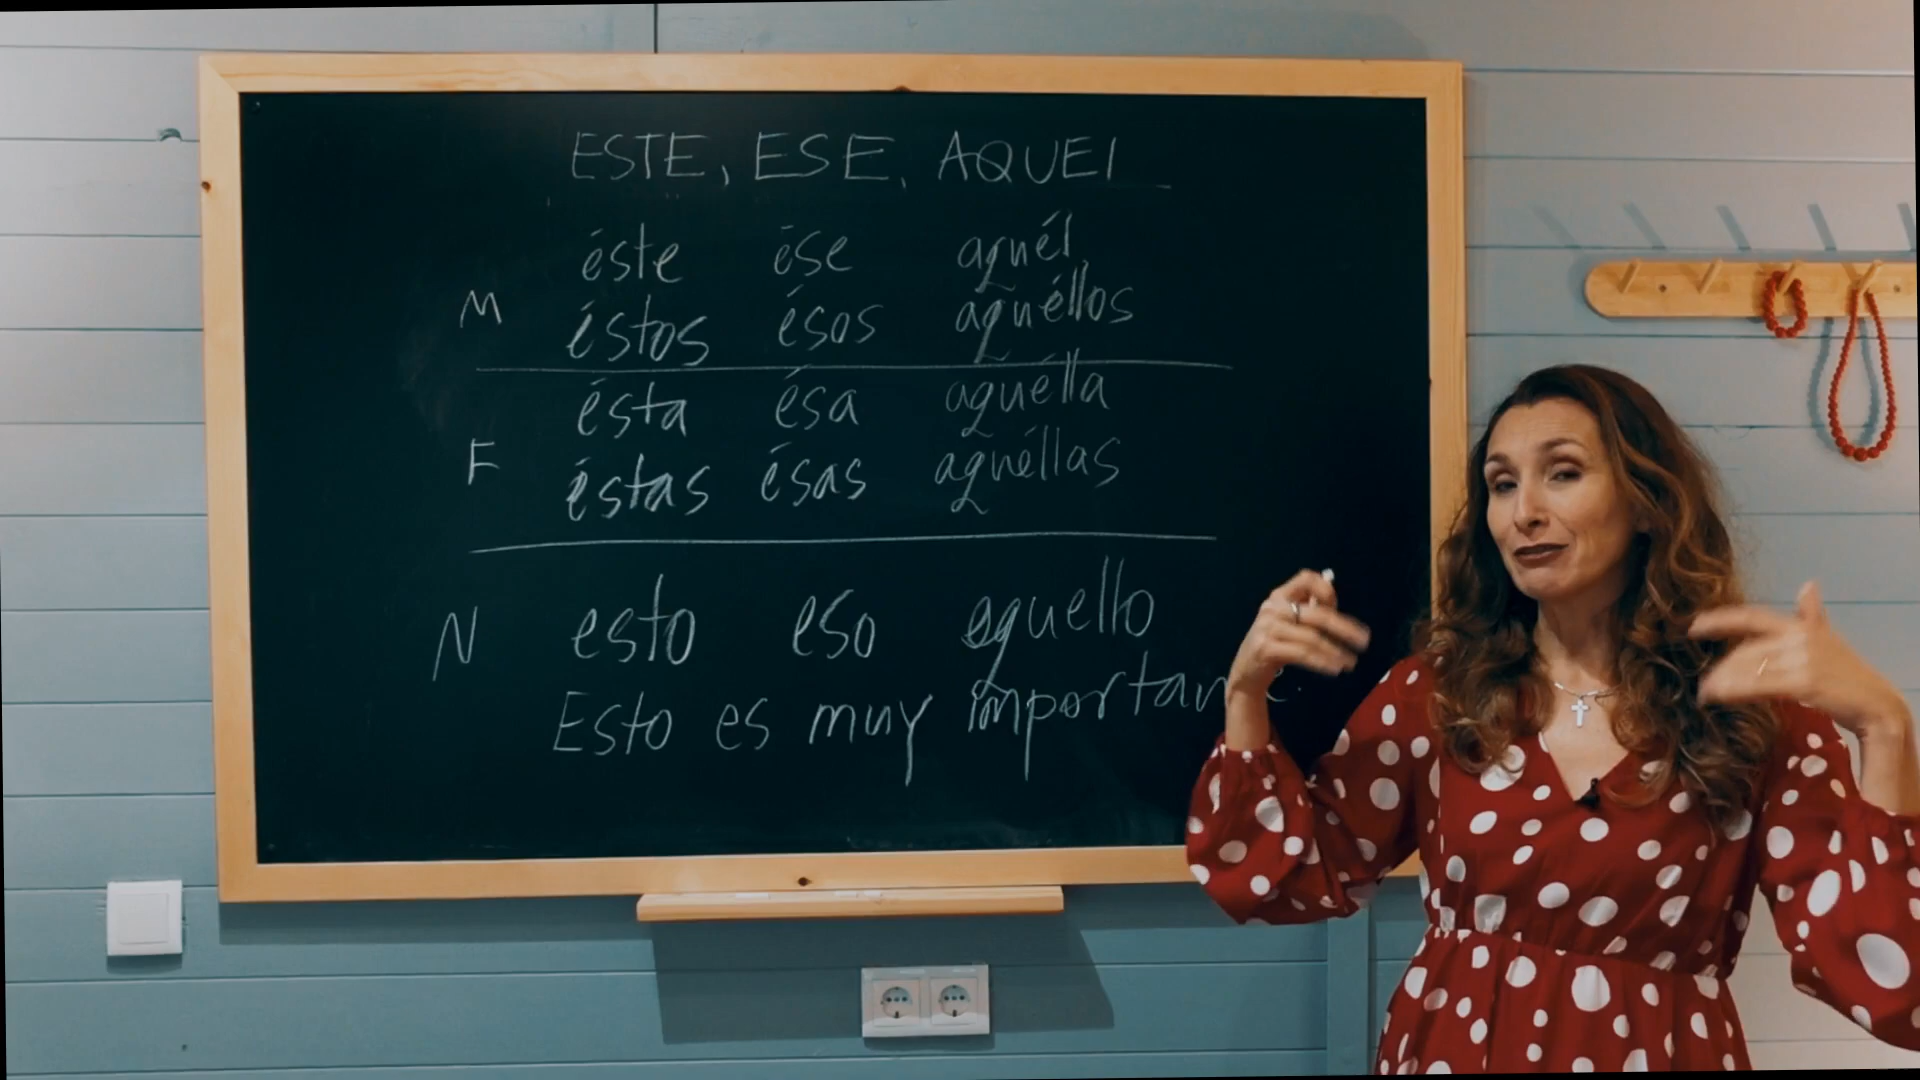 ESTE, ESE, AQUEL
éste ése aquél
M
éstos ésos aquéllos
ésta ésa aquélla
F
éstas ésas aquéllas
N esto eso aquello
Esto es muy importante.